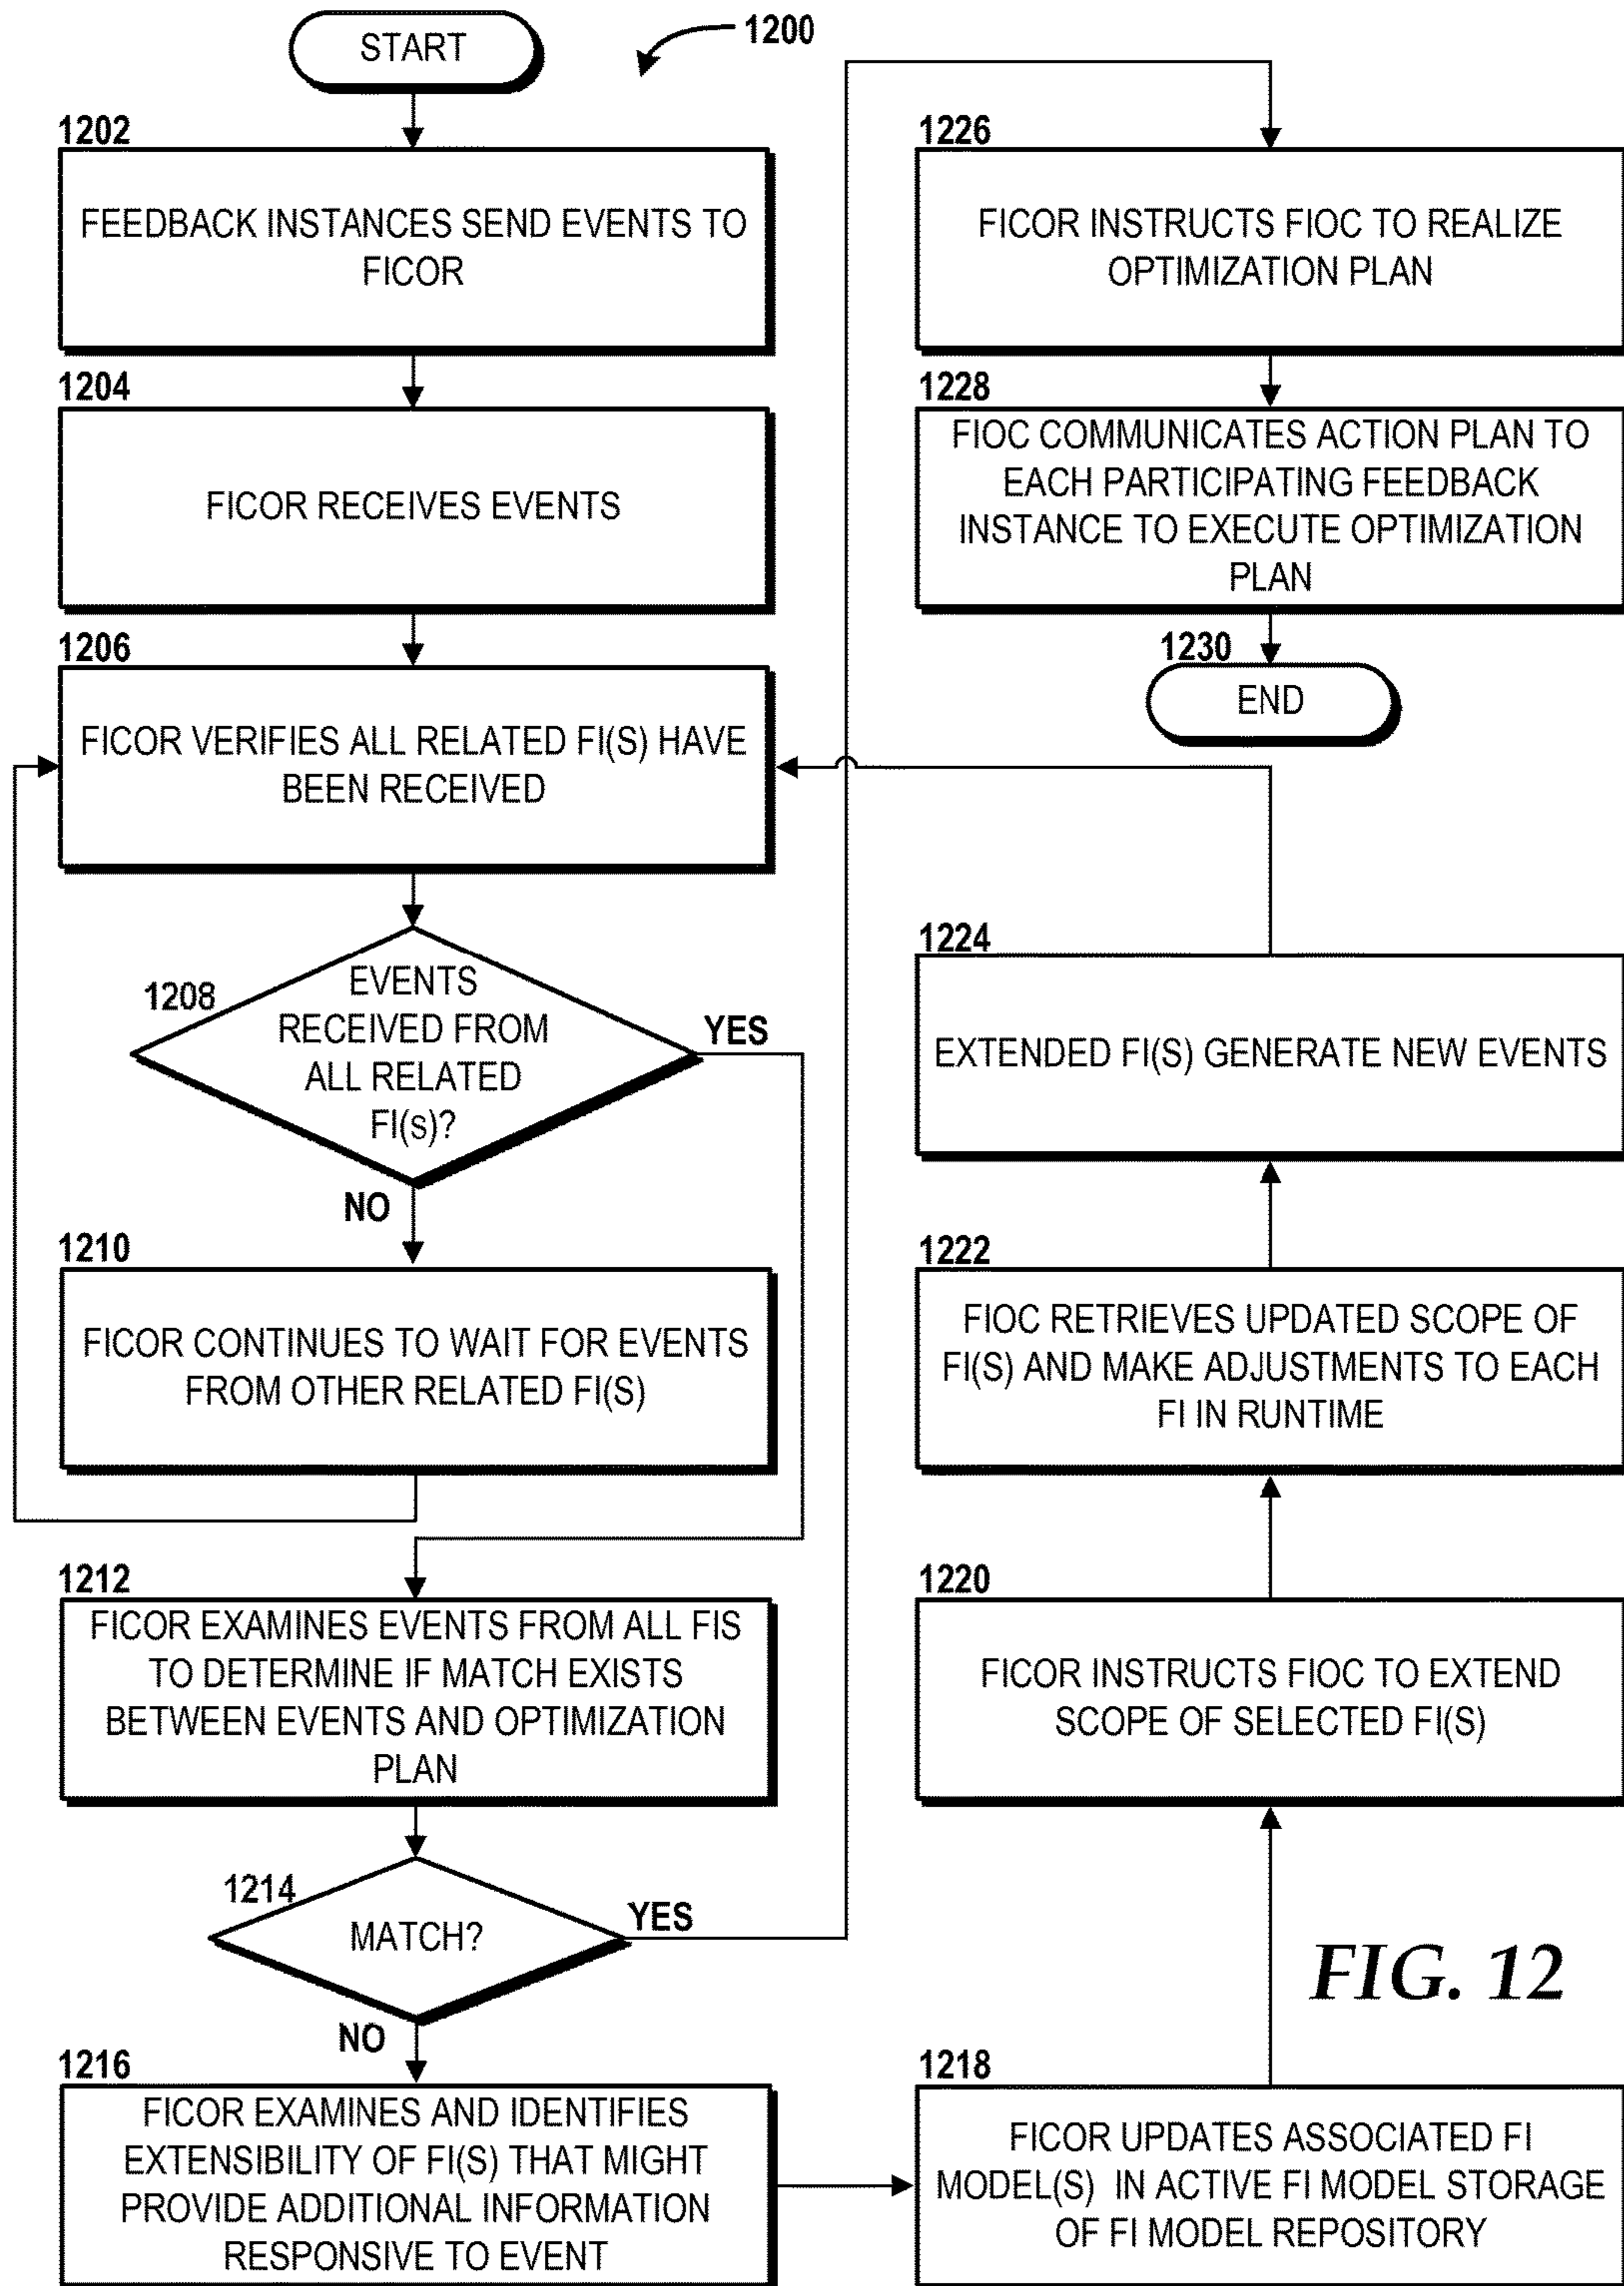 START
1200
1202
FEEDBACK INSTANCES SEND EVENTS TO
FICOR
1204
FICOR RECEIVES EVENTS
1206
FICOR VERIFIES ALL RELATED FI(S) HAVE
BEEN RECEIVED
1208
EVENTS
RECEIVED FROM
ALL RELATED
FI(s)?
YES
NO
1210
FICOR CONTINUES TO WAIT FOR EVENTS
FROM OTHER RELATED FI(S)
1212
FICOR EXAMINES EVENTS FROM ALL FIS
TO DETERMINE IF MATCH EXISTS
BETWEEN EVENTS AND OPTIMIZATION
PLAN
1214
MATCH?
YES
NO
1216
FICOR EXAMINES AND IDENTIFIES
EXTENSIBILITY OF FI(S) THAT MIGHT
PROVIDE ADDITIONAL INFORMATION
RESPONSIVE TO EVENT
1218
FICOR UPDATES ASSOCIATED FI
MODEL(S) IN ACTIVE FI MODEL STORAGE
OF FI MODEL REPOSITORY
1220
FICOR INSTRUCTS FIOC TO EXTEND
SCOPE OF SELECTED FI(S)
1222
FIOC RETRIEVES UPDATED SCOPE OF
FI(S) AND MAKE ADJUSTMENTS TO EACH
FI IN RUNTIME
1224
EXTENDED FI(S) GENERATE NEW EVENTS
1226
FICOR INSTRUCTS FIOC TO REALIZE
OPTIMIZATION PLAN
1228
FIOC COMMUNICATES ACTION PLAN TO
EACH PARTICIPATING FEEDBACK
INSTANCE TO EXECUTE OPTIMIZATION
PLAN
1230
END
FIG. 12